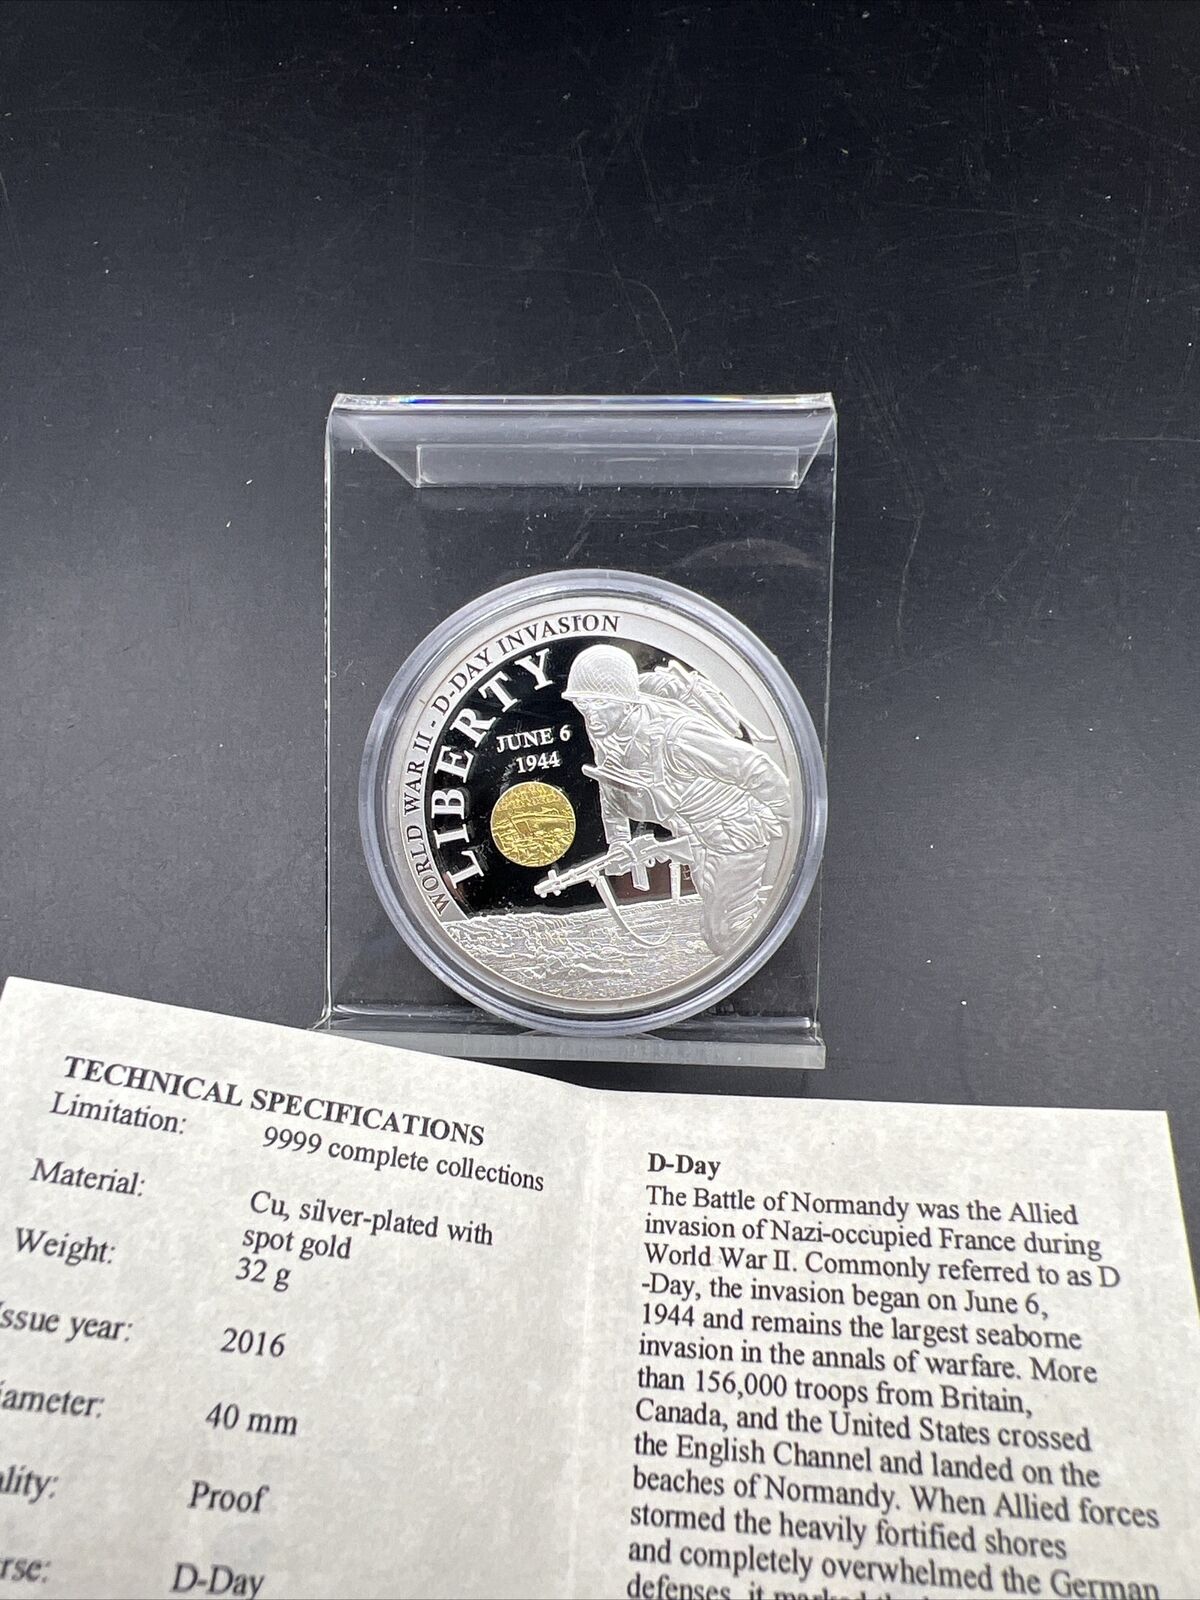 WORLD WAR II - D-DAY INVASION
LIBERTY
JUNE 6
1944
TECHNICAL SPECIFICATIONS
Limitation: 9999 complete collections
Material: Cu, silver-plated with
spot gold
Weight: 32 g
ssue year: 2016
iameter: 40 mm
lity: Proof
rse: D-Day
D-Day
The Battle of Normandy was the Allied
invasion of Nazi-occupied France during
World War II. Commonly referred to as D
-Day, the invasion began on June 6,
1944 and remains the largest seaborne
invasion in the annals of warfare. More
than 156,000 troops from Britain,
Canada, and the United States crossed
the English Channel and landed on the
beaches of Normandy. When Allied forces
stormed the heavily fortified shores
and completely overwhelmed the German
defenses, it marked